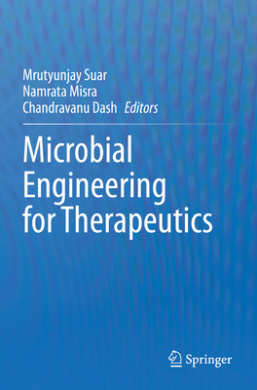 Mrutyunjay Suar
Namrata Misra
Chandravanu Dash Editors
Microbial
Engineering
for Therapeutics
Springer